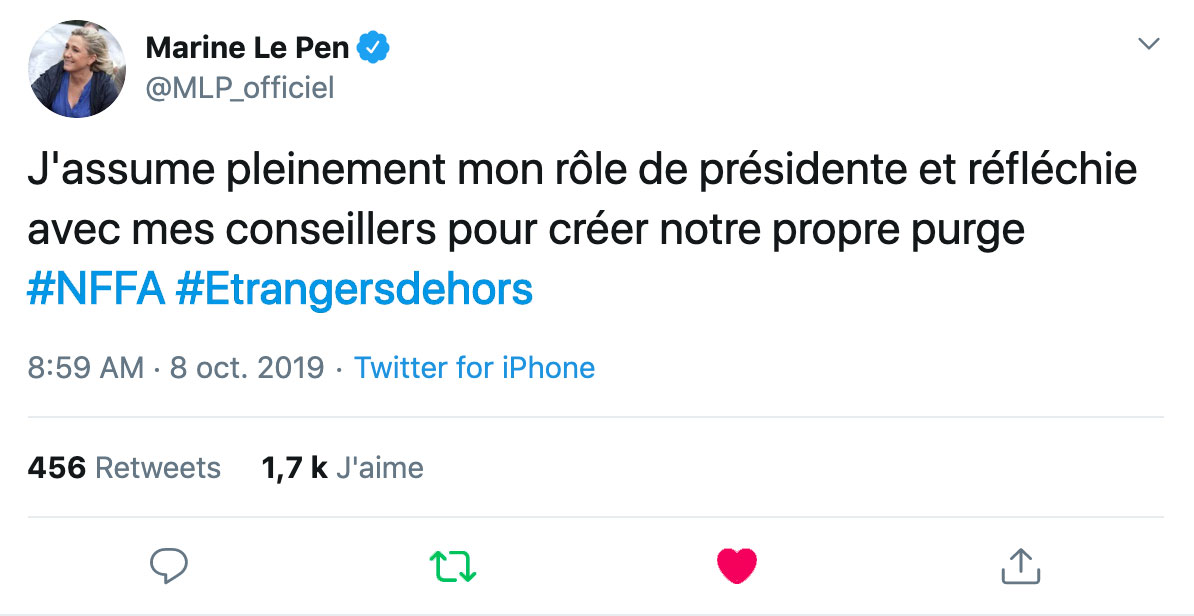 Marine Le Pen
@MLP_officiel
J'assume pleinement mon rôle de présidente et réfléchie
avec mes conseillers pour créer notre propre purge
#NFFA #Etrangersdehors
8:59 AM · 8 oct. 2019 · Twitter for iPhone
456 Retweets 1,7 k J'aime